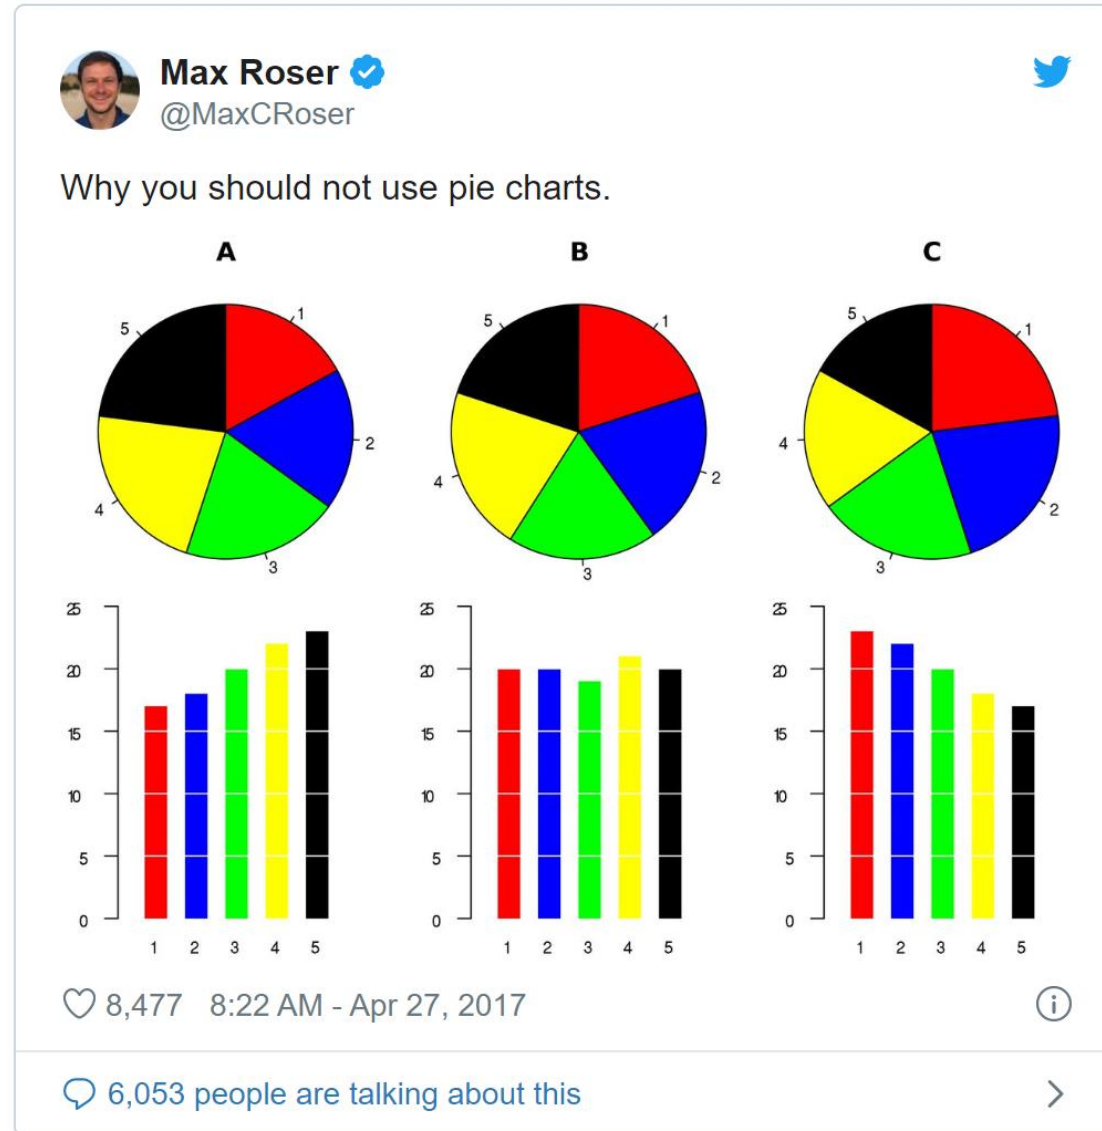 Max Roser
@MaxCRoser
Why you should not use pie charts.
A
B
C
5 1
2
4
3
5 1
2
4
3
5 1
4
2
3
25
20
15
10
5
0
1 2 3 4 5
25
20
15
10
5
0
1 2 3 4 5
25
20
15
10
5
0
1 2 3 4 5
8,477 8:22 AM - Apr 27, 2017
6,053 people are talking about this